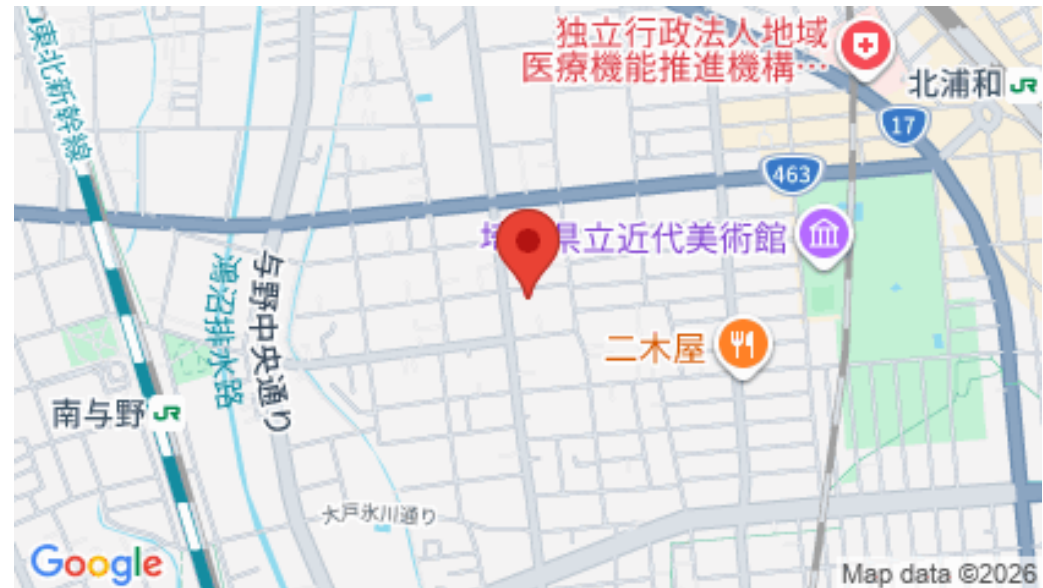 独立行政法人地域
医療機能推進機構…
北浦和 JR
17
463
東北新幹線
県立近代美術館
与野中央通り
鴻沼排水路
二木屋
南与野 JR
大戸氷川通り
Google
Map data ©2026